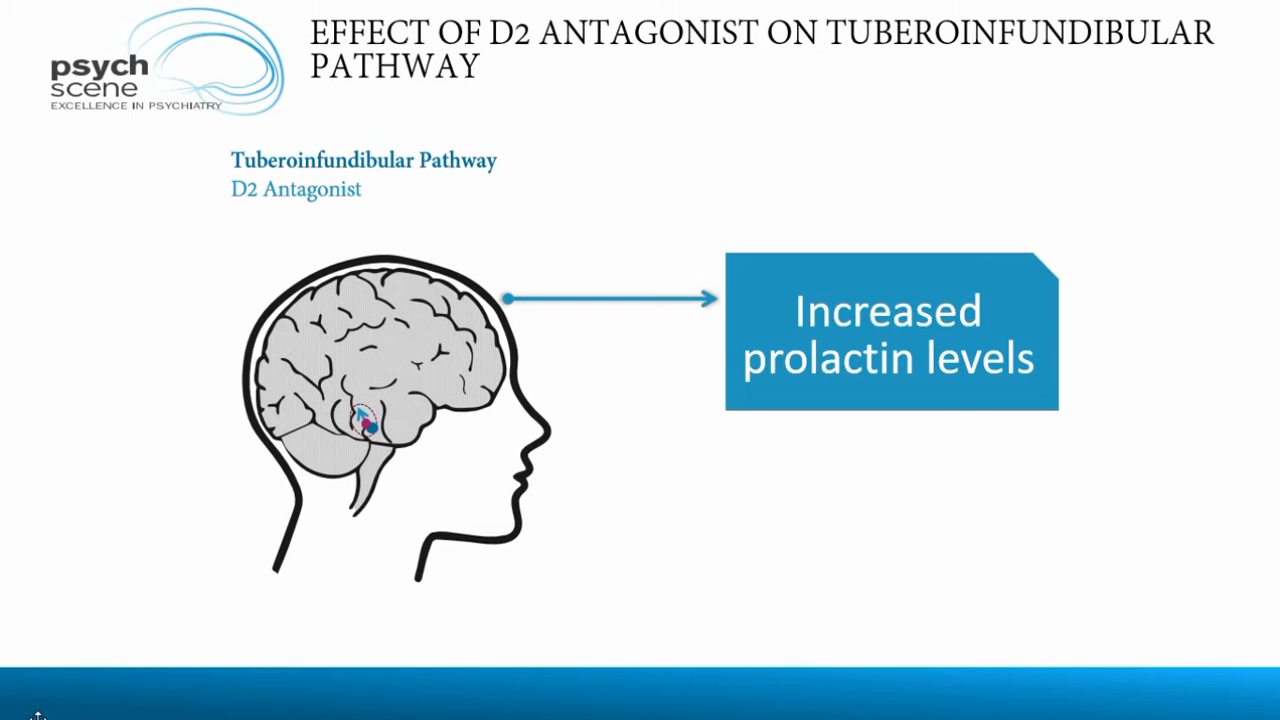 psych
scene
EXCELLENCE IN PSYCHIATRY
EFFECT OF D2 ANTAGONIST ON TUBEROINFUNDIBULAR
PATHWAY
Tuberoinfundibular Pathway
D2 Antagonist
Increased
prolactin levels